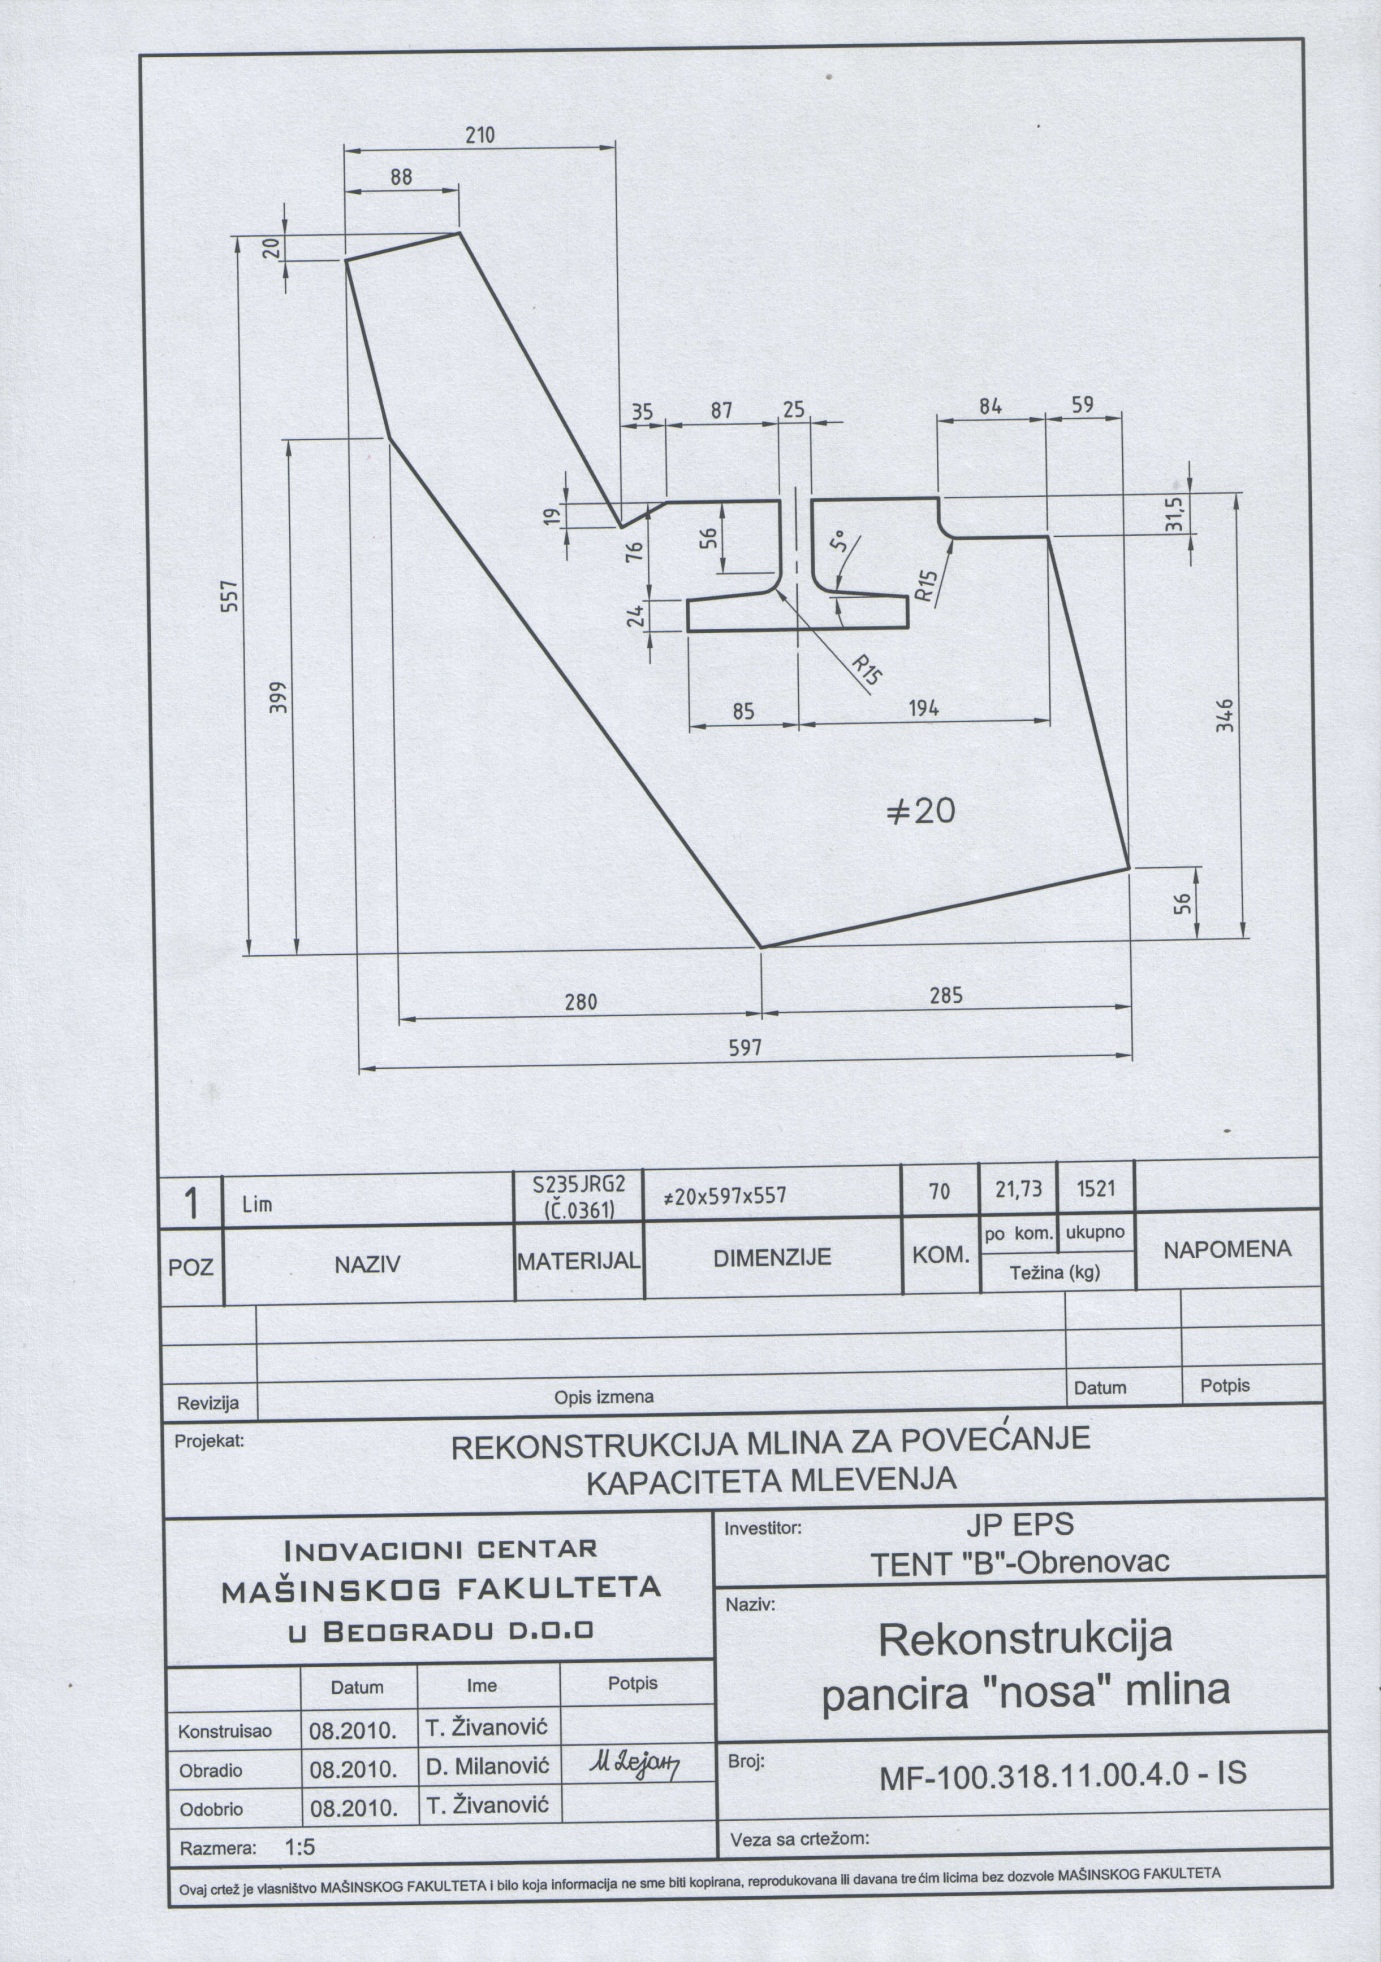 210
88
20
35
87
25
84
59
19
76
56
5°
R15
31,5
24
R15
557
399
85
194
346
≠20
56
280
285
597
1
Lim
S235JRG2
(Č.0361)
≠20x597x557
70
21,73
1521
POZ
NAZIV
MATERIJAL
DIMENZIJE
KOM.
po kom.
ukupno
Težina (kg)
NAPOMENA
Revizija
Opis izmena
Datum
Potpis
Projekat:
REKONSTRUKCIJA MLINA ZA POVEĆANJE
KAPACITETA MLEVENJA
INOVACIONI CENTAR
MAŠINSKOG FAKULTETA
U BEOGRADU D.O.O
Investitor:
JP EPS
TENT "B"-Obrenovac
Naziv:
Rekonstrukcija
pancira "nosa" mlina
Datum Ime Potpis
Konstruisao 08.2010. T. Živanović
Obradio 08.2010. D. Milanović
Odobrio 08.2010. T. Živanović
Razmera: 1:5
Broj:
MF-100.318.11.00.4.0 - IS
Veza sa crtežom:
Ovaj crtež je vlasništvo MAŠINSKOG FAKULTETA i bilo koja informacija ne sme biti kopirana, reprodukovana ili davana trećim licima bez dozvole MAŠINSKOG FAKULTETA